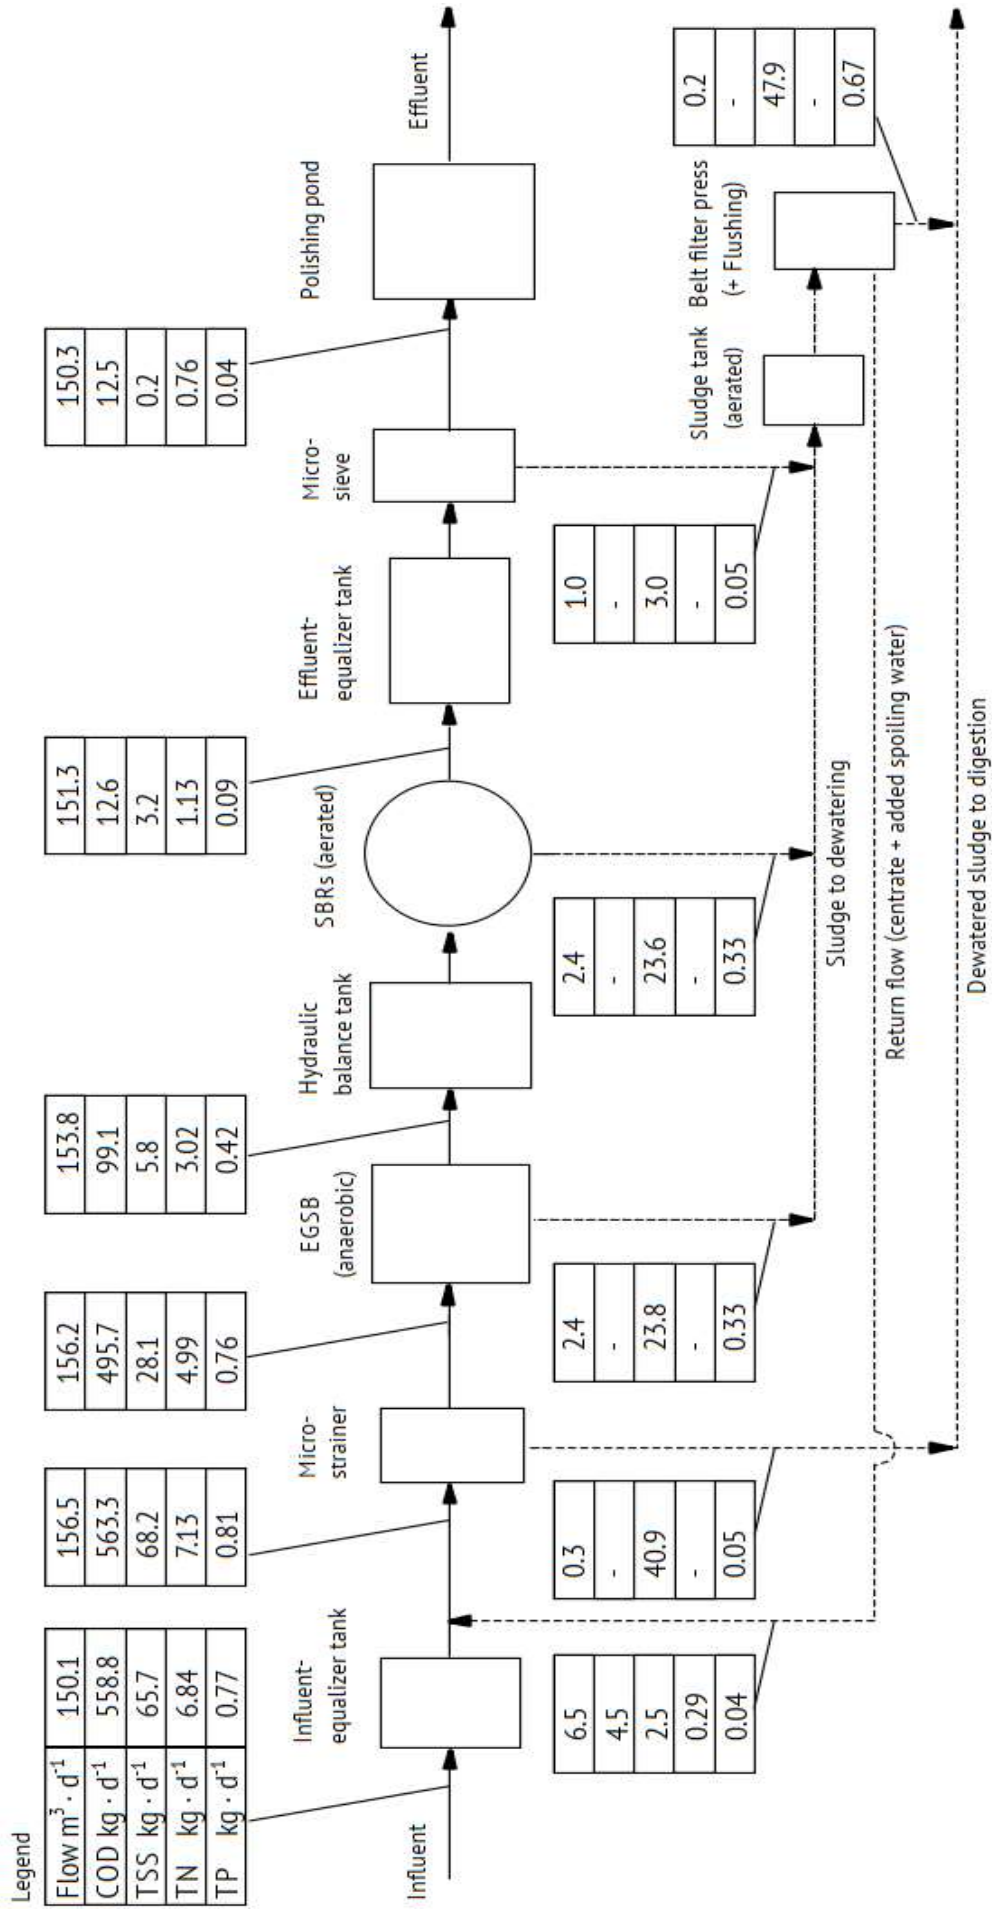 Legend
Flow m³ · d⁻¹ 150.1
COD kg · d⁻¹ 558.8
TSS kg · d⁻¹ 65.7
TN kg · d⁻¹ 6.84
TP kg · d⁻¹ 0.77
156.5
563.3
68.2
7.13
0.81
156.2
495.7
28.1
4.99
0.76
153.8
99.1
5.8
3.02
0.42
151.3
12.6
3.2
1.13
0.09
150.3
12.5
0.2
0.76
0.04
Influent
Influent-
equalizer tank
Micro-
strainer
EGSB
(anaerobic)
Hydraulic
balance tank
SBRs (aerated)
Effluent-
equalizer tank
Micro-
sieve
Polishing pond
Effluent
6.5
4.5
2.5
0.29
0.04
0.3
-
40.9
-
0.05
2.4
-
23.8
-
0.33
2.4
-
23.6
-
0.33
1.0
-
3.0
-
0.05
Sludge tank
(aerated)
Belt filter press
(+ Flushing)
0.2
-
47.9
-
0.67
Sludge to dewatering
Return flow (centrate + added spoiling water)
Dewatered sludge to digestion